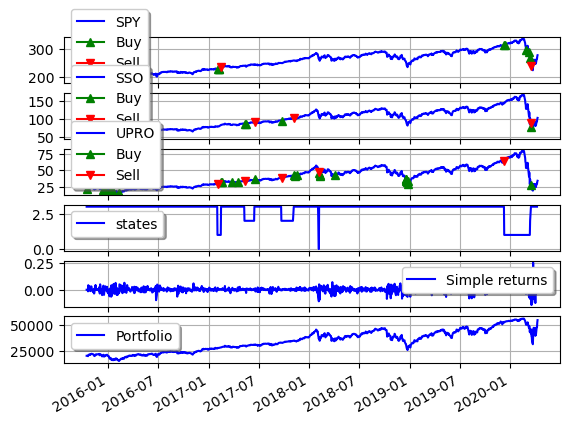 SPY
Buy
Sell
300
200
SSO
Buy
Sell
150
100
50
UPRO
Buy
Sell
75
50
25
states
2.5
0.0
Simple returns
0.25
0.00
Portfolio
50000
25000
2016-01
2016-07
2017-01
2017-07
2018-01
2018-07
2019-01
2019-07
2020-01